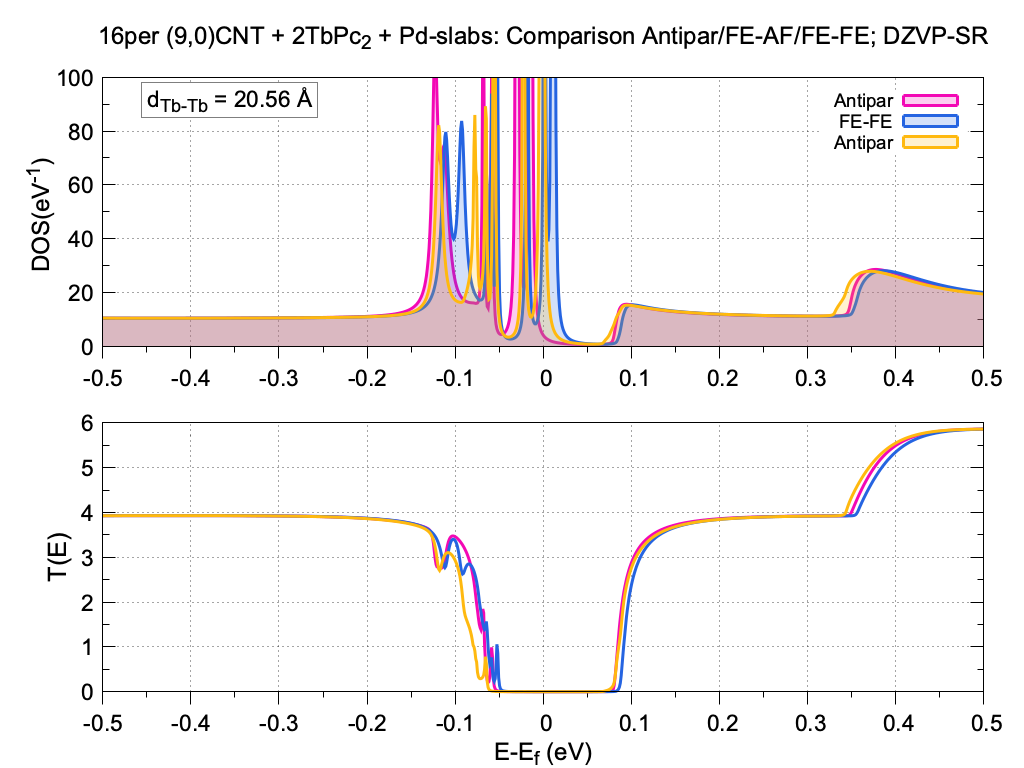 16per (9,0)CNT + 2TbPc₂ + Pd-slabs: Comparison Antipar/FE-AF/FE-FE; DZVP-SR
d_Tb-Tb = 20.56 Å
Antipar
FE-FE
Antipar
DOS(eV⁻¹)
100
80
60
40
20
0
-0.5 -0.4 -0.3 -0.2 -0.1 0 0.1 0.2 0.3 0.4 0.5
T(E)
6
5
4
3
2
1
0
-0.5 -0.4 -0.3 -0.2 -0.1 0 0.1 0.2 0.3 0.4 0.5
E-E_f (eV)